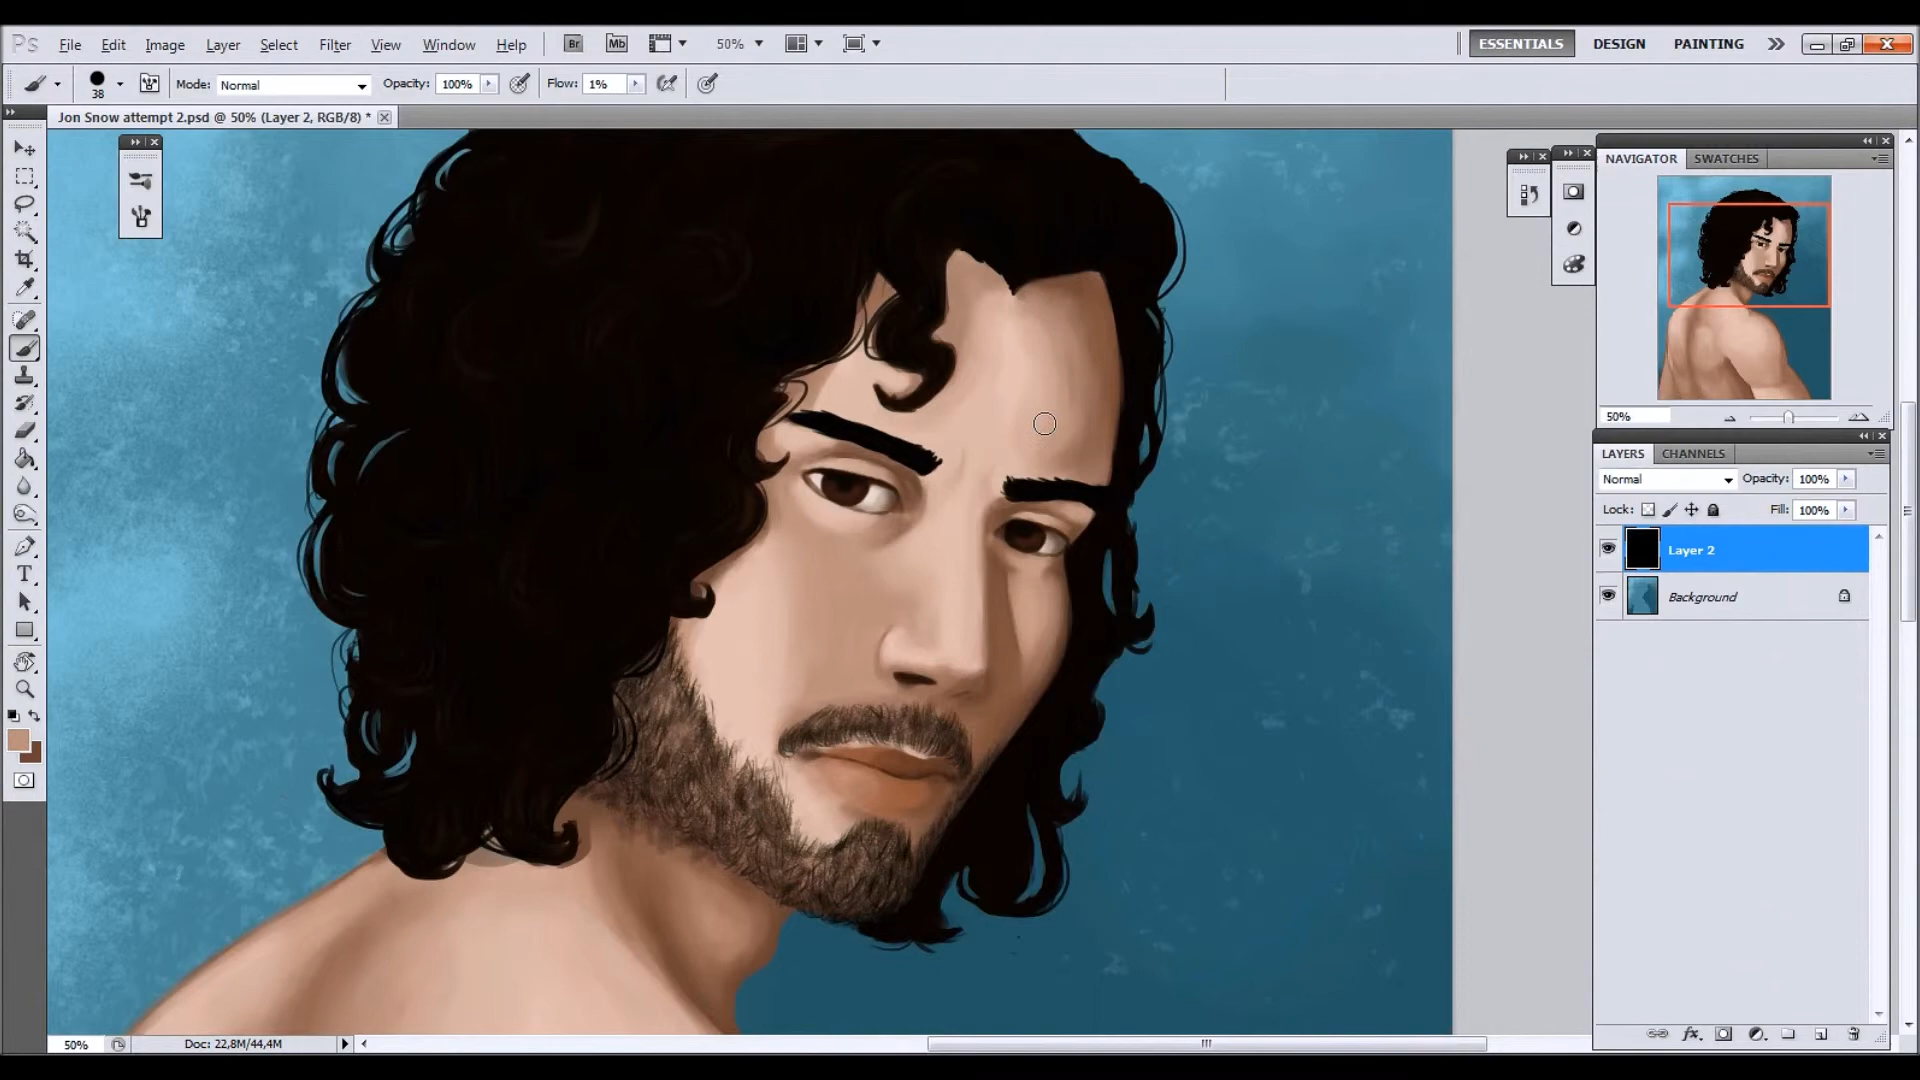 Ps File Edit Image Layer Select Filter View Window Help Br Mb 50% ESSENTIALS DESIGN PAINTING
38 Mode: Normal Opacity: 100% Flow: 1%
Jon Snow attempt 2.psd @ 50% (Layer 2, RGB/8) *
NAVIGATOR SWATCHES
50%
LAYERS CHANNELS
Normal Opacity: 100%
Lock: Fill: 100%
Layer 2
Background
T
fx
50% Doc: 22,8M/44,4M